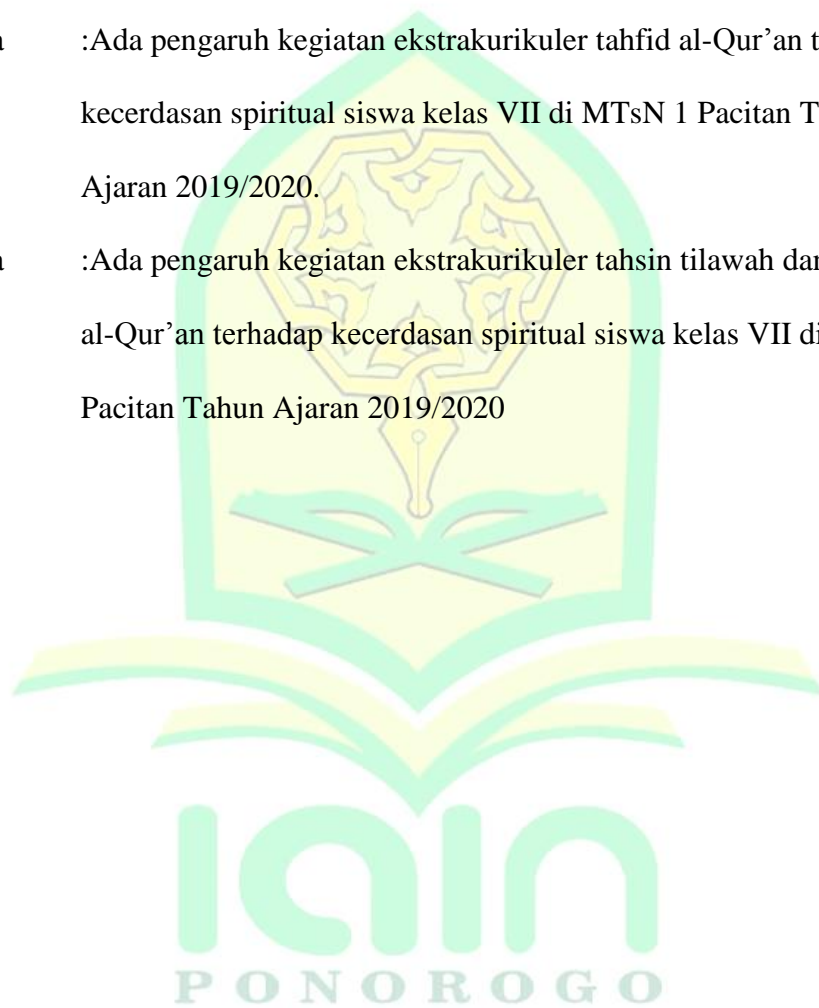 a :Ada pengaruh kegiatan ekstrakurikuler tahfid al-Qur’an t
kecerdasan spiritual siswa kelas VII di MTsN 1 Pacitan T
Ajaran 2019/2020.
a :Ada pengaruh kegiatan ekstrakurikuler tahsin tilawah dan
al-Qur’an terhadap kecerdasan spiritual siswa kelas VII di
Pacitan Tahun Ajaran 2019/2020
iain
PONOROGO